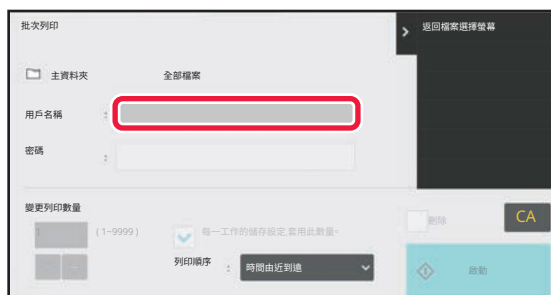 批次列印
返回檔案選擇螢幕
主資料夾 全部檔案
用戶名稱 :
密碼 :
變更列印數量
1 (1~9999) 每一工作的儲存設定,套用此數量。
刪除 CA
列印順序 : 時間由近到遠
啟動